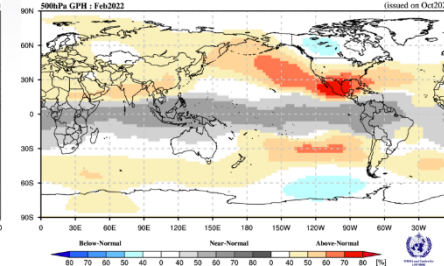 500hPa GPH : Feb2022
(issued on Oct202
90N
60N
30N
0
30S
60S
90S
0
0
30E
60E
90E
120E
150E
180
150W
120W
90W
60W
30W
Below-Normal
Near-Normal
Above-Normal
80 70 60 50 40 0 40 50 60 70 80 0 40 50 60 70 80 [%]